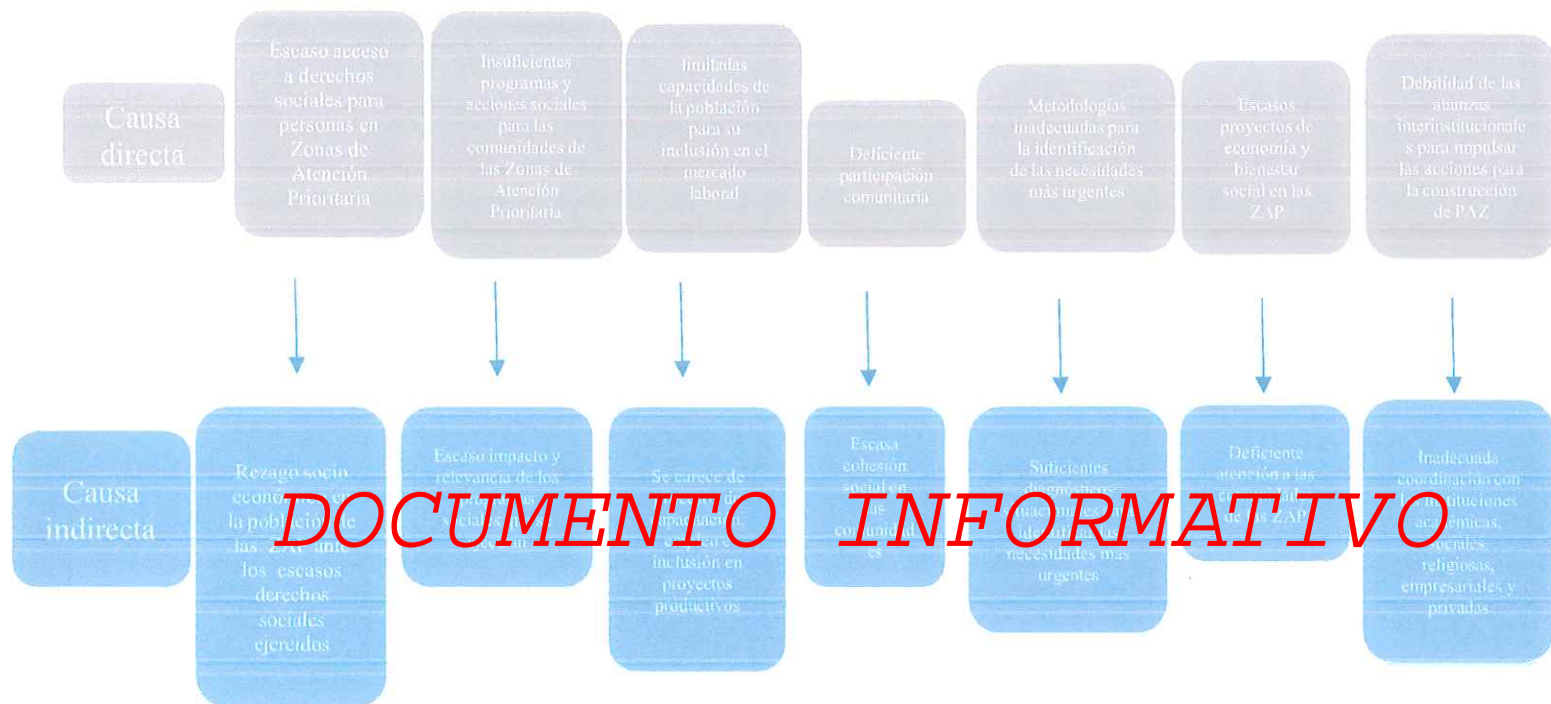 Causa
directa
Escaso acceso
a derechos
sociales para
personas en
Zonas de
Atención
Prioritaria
Insuficientes
programas y
acciones sociales
para las
comunidades de
las Zonas de
Atención
Prioritaria
limitadas
capacidades de
la población
para su
inclusión en el
mercado
laboral
Deficiente
participación
comunitaria
Metodologías
inadecuadas para
la identificación
de las necesidades
más urgentes
Escasos
proyectos de
economía y
bienestar
social en las
ZAP
Debilidad de las
alianzas
interinstitucionale
s para impulsar
las acciones para
la construcción
de PAZ
Causa
indirecta
Rezago socio
económico en
la población de
las ZAP ante
los escasos
derechos
sociales
ejercidos
Escaso impacto y
relevancia de los
sociales
Se carece de
inclusión en
proyectos
productivos
Escasa
cohesión
social en
Suficientes
necesidades más
urgentes
Deficiente
atención a las
de las ZAP
Inadecuada
coordinación con
instituciones
académicas,
sociales,
religiosas,
empresariales y
privadas
DOCUMENTO INFORMATIVO